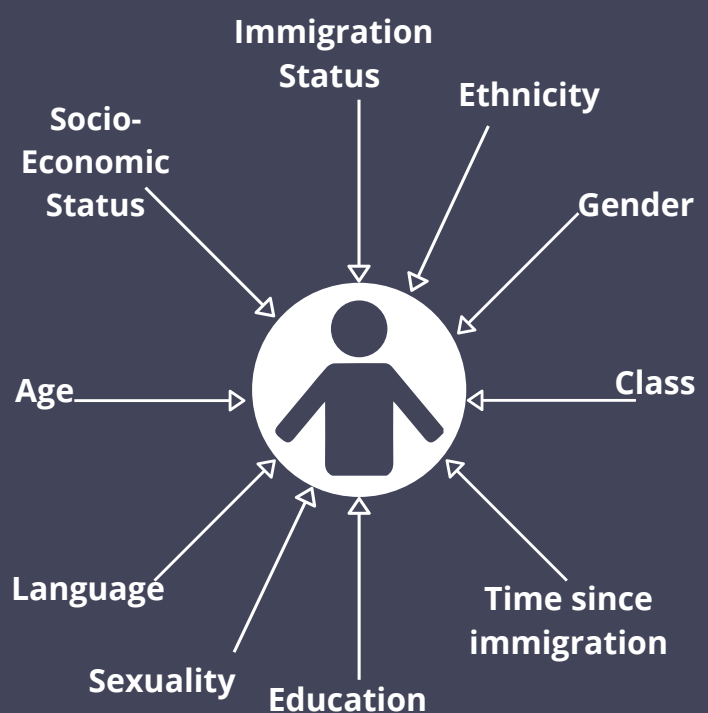 Immigration
Status
Ethnicity
Socio-
Economic
Status
Gender
Age
Class
Language
Time since
immigration
Sexuality
Education